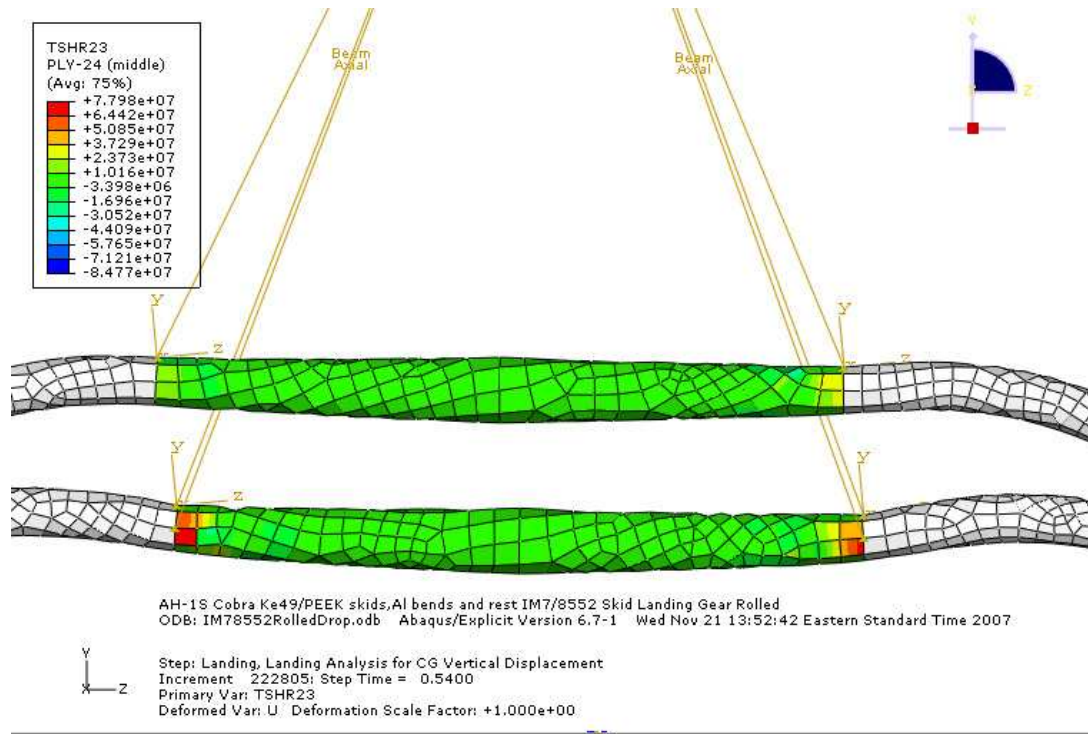 TSHR23
PLY-24 (middle)
(Avg: 75%)
+7.798e+07
+6.442e+07
+5.085e+07
+3.729e+07
+2.373e+07
+1.016e+07
-3.398e+06
-1.696e+07
-3.052e+07
-4.409e+07
-5.765e+07
-7.121e+07
-8.477e+07
Beam
Axial
Beam
Axial
Y
Z
Y
z
Y
z
Y
z
Y
AH-1S Cobra Ke49/PEEK skids,Al bends and rest IM7/8552 Skid Landing Gear Rolled
ODB: IM78552RolledDrop.odb Abaqus/Explicit Version 6.7-1 Wed Nov 21 13:52:42 Eastern Standard Time 2007
Y
X
Z
Step: Landing, Landing Analysis for CG Vertical Displacement
Increment 222805: Step Time = 0.5400
Primary Var: TSHR23
Deformed Var: U Deformation Scale Factor: +1.000e+00